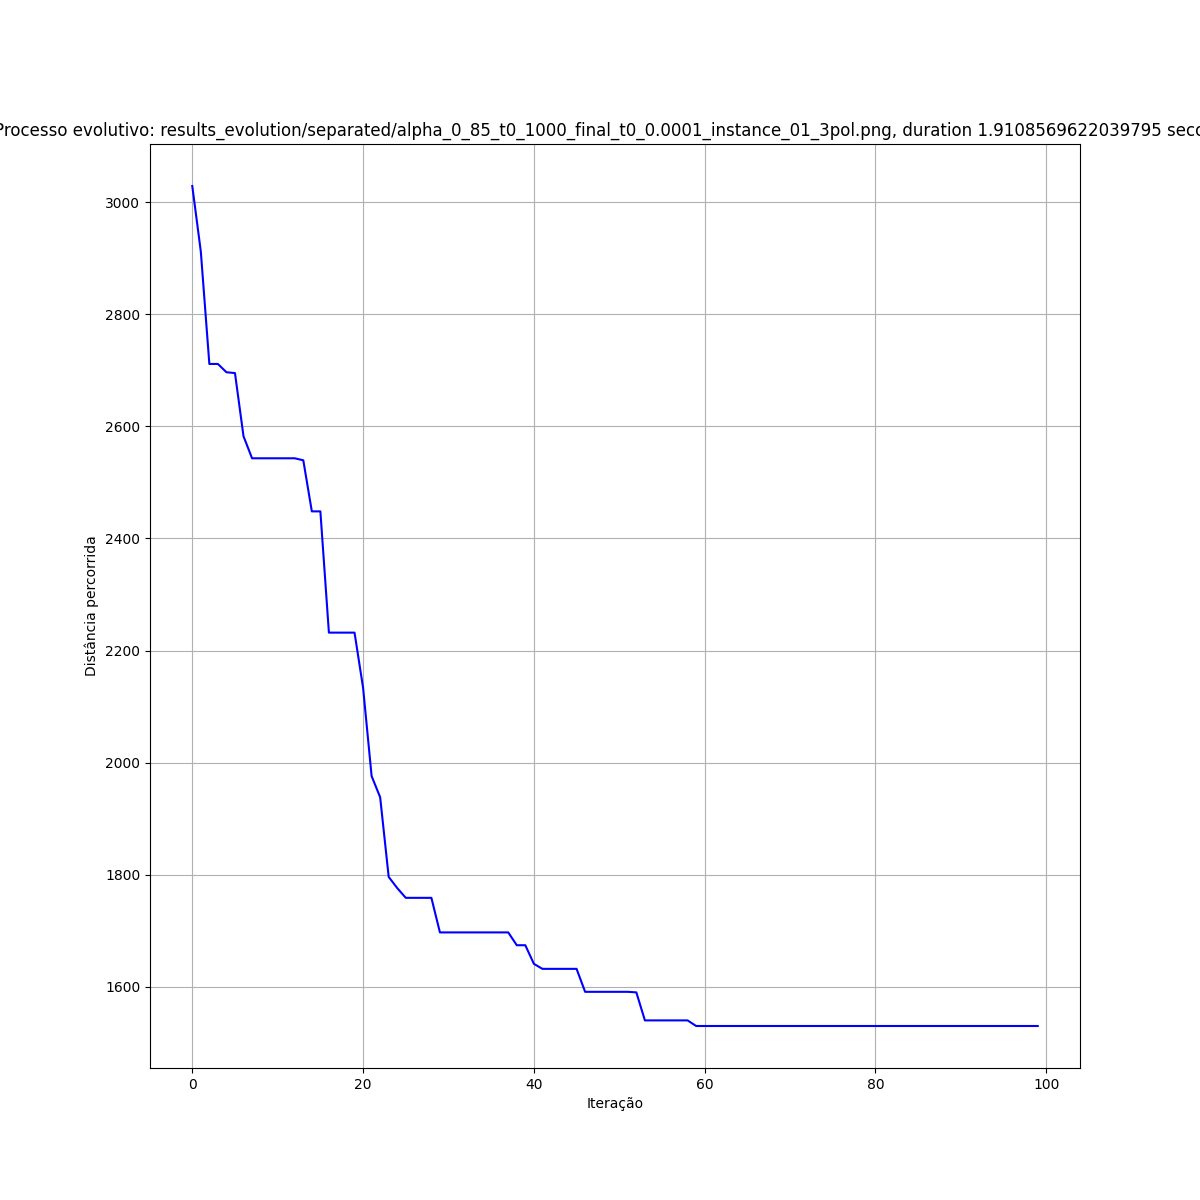 Processo evolutivo: results_evolution/separated/alpha_0_85_t0_1000_final_t0_0.0001_instance_01_3pol.png, duration 1.9108569622039795 seco
3000
2800
2600
2400
2200
2000
1800
1600
Distância percorrida
0 20 40 60 80 100
Iteração